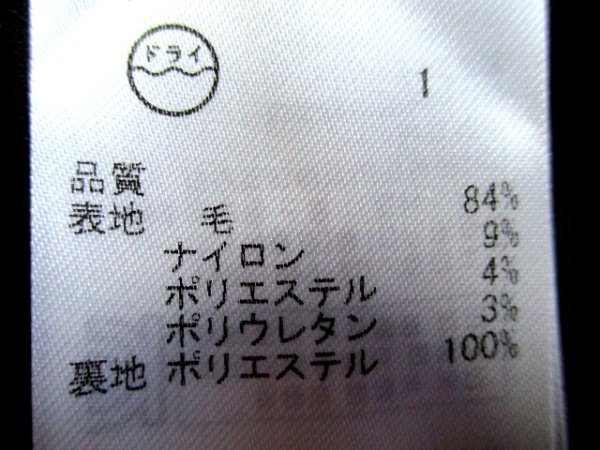 ドライ
1
品質
表地 毛 84%
ナイロン 9%
ポリエステル 4%
ポリウレタン 3%
裏地 ポリエステル 100%